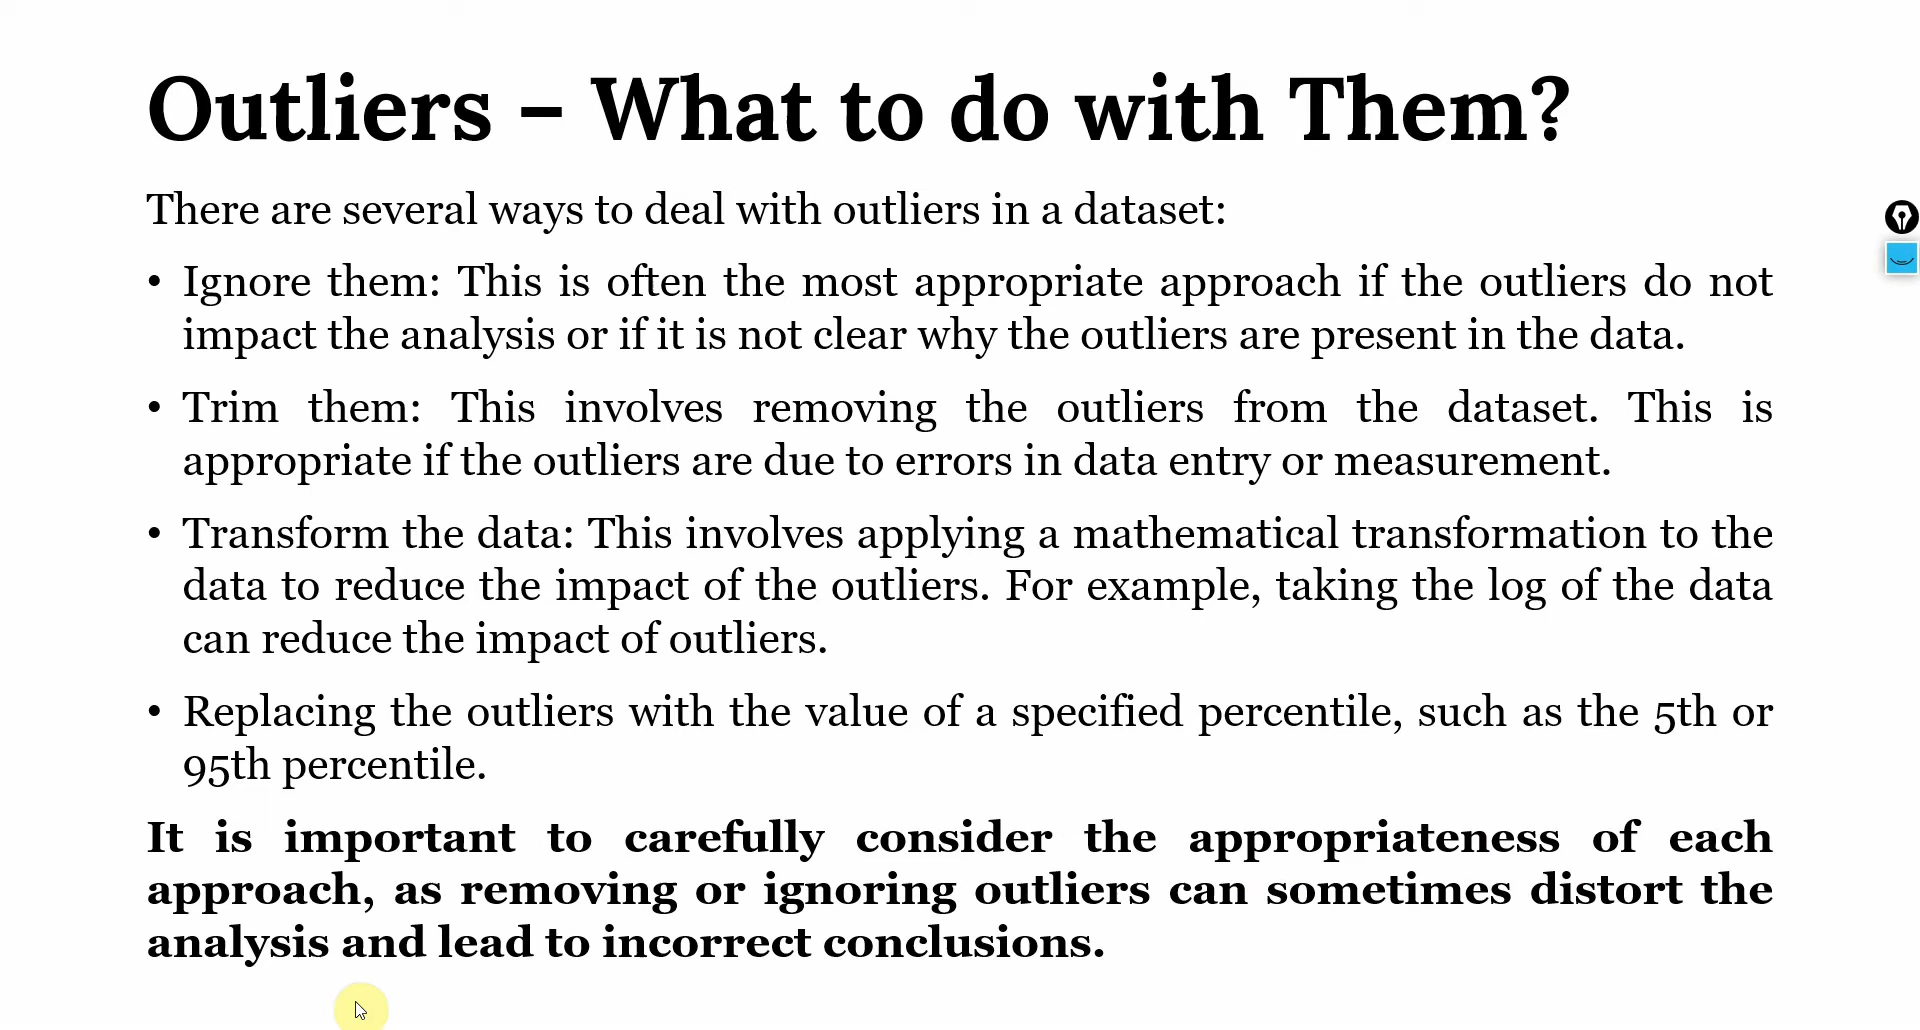 Outliers – What to do with Them?
There are several ways to deal with outliers in a dataset:
• Ignore them: This is often the most appropriate approach if the outliers do not
impact the analysis or if it is not clear why the outliers are present in the data.
• Trim them: This involves removing the outliers from the dataset. This is
appropriate if the outliers are due to errors in data entry or measurement.
• Transform the data: This involves applying a mathematical transformation to the
data to reduce the impact of the outliers. For example, taking the log of the data
can reduce the impact of outliers.
• Replacing the outliers with the value of a specified percentile, such as the 5th or
95th percentile.
It is important to carefully consider the appropriateness of each
approach, as removing or ignoring outliers can sometimes distort the
analysis and lead to incorrect conclusions.